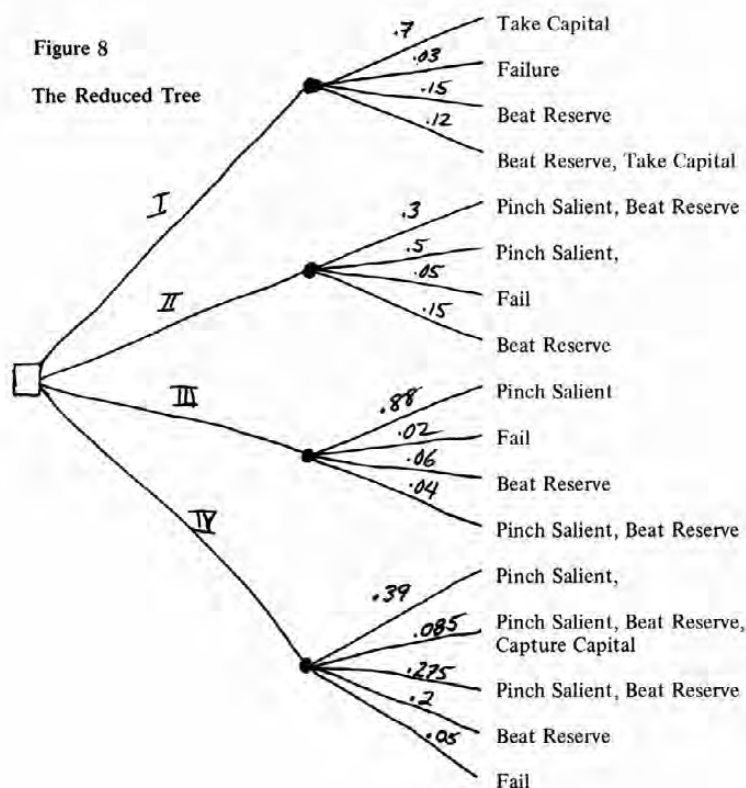 Figure 8
The Reduced Tree
I
.7
Take Capital
.03
Failure
.15
Beat Reserve
.12
Beat Reserve, Take Capital
II
.3
Pinch Salient, Beat Reserve
.5
Pinch Salient,
.05
Fail
.15
Beat Reserve
III
.88
Pinch Salient
.02
Fail
.06
Beat Reserve
.04
Pinch Salient, Beat Reserve
IV
.39
Pinch Salient,
.085
Pinch Salient, Beat Reserve,
Capture Capital
.275
Pinch Salient, Beat Reserve
.2
Beat Reserve
.05
Fail